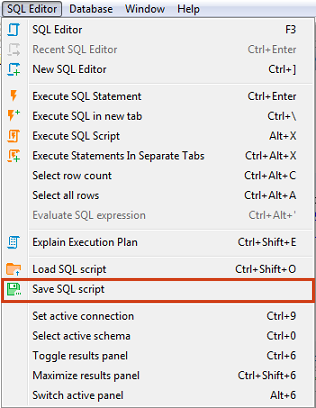 SQL Editor Database Window Help
SQL Editor F3
Recent SQL Editor Ctrl+Enter
New SQL Editor Ctrl+]
Execute SQL Statement Ctrl+Enter
Execute SQL in new tab Ctrl+\
Execute SQL Script Alt+X
Execute Statements In Separate Tabs Ctrl+Alt+X
Select row count Ctrl+Alt+C
Select all rows Ctrl+Alt+A
Evaluate SQL expression Ctrl+Alt+'
Explain Execution Plan Ctrl+Shift+E
Load SQL script Ctrl+Shift+O
Save SQL script
Set active connection Ctrl+9
Select active schema Ctrl+0
Toggle results panel Ctrl+6
Maximize results panel Ctrl+Shift+6
Switch active panel Alt+6